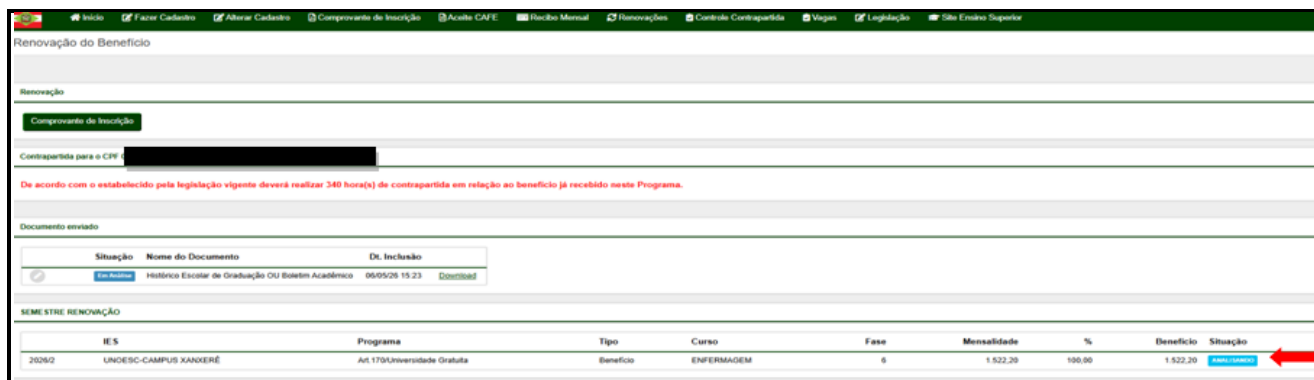 Início Fazer Cadastro Alterar Cadastro Comprovante de Inscrição Aceite CAFE Recibo Mensal Renovações Controle Contrapartida Vagas Legislação Site Ensino Superior
Renovação do Benefício
Renovação
Comprovante de Inscrição
Contrapartida para o CPF
De acordo com o estabelecido pela legislação vigente deverá realizar 340 hora(s) de contrapartida em relação ao benefício já recebido neste Programa.
Documento enviado
Situação Nome do Documento Dt. Inclusão
Em Análise Histórico Escolar de Graduação OU Boletim Acadêmico 06/05/26 15:23 Download
SEMESTRE RENOVAÇÃO
IES Programa Tipo Curso Fase Mensalidade % Benefício Situação
2026/2 UNOESC-CAMPUS XANXERÊ Art.170/Universidade Gratuita Benefício ENFERMAGEM 6 1.522,20 100,00 1.522,20 ANALISANDO